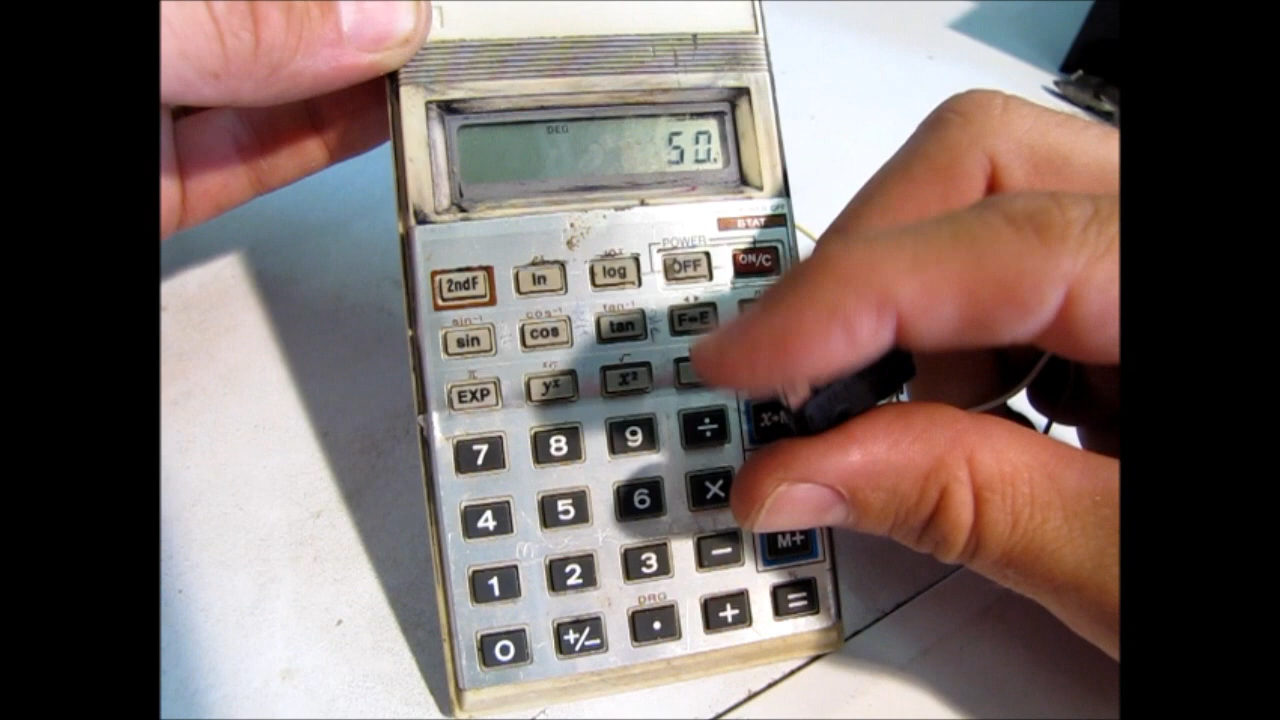 DEG
50.
STAT
POWER
2ndF ln log OFF ON/C
sin⁻¹ cos⁻¹ tan⁻¹
sin cos tan F↔E
π √
EXP yˣ x²
7 8 9 ÷
4 5 6 ×
1 2 3 − M+
DRG %
0 +/− • + =